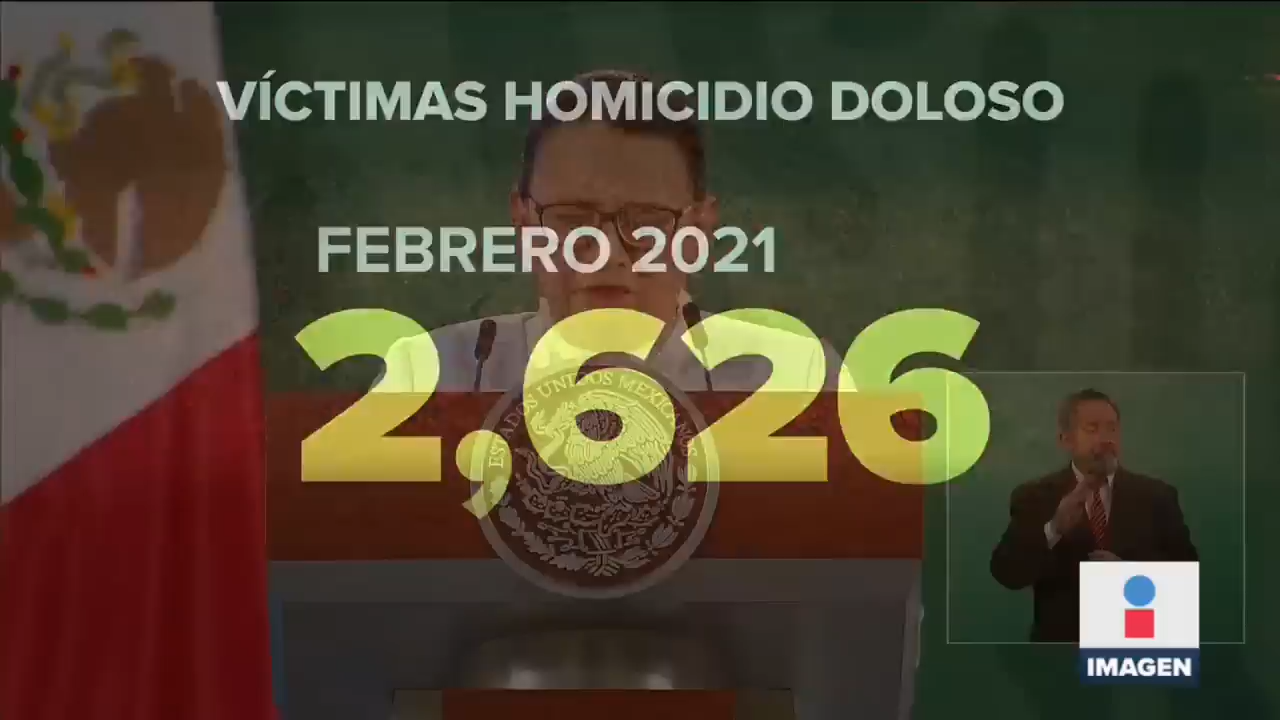 VÍCTIMAS HOMICIDIO DOLOSO
FEBRERO 2021
2,626
ESTADOS UNIDOS MEXICANOS
IMAGEN